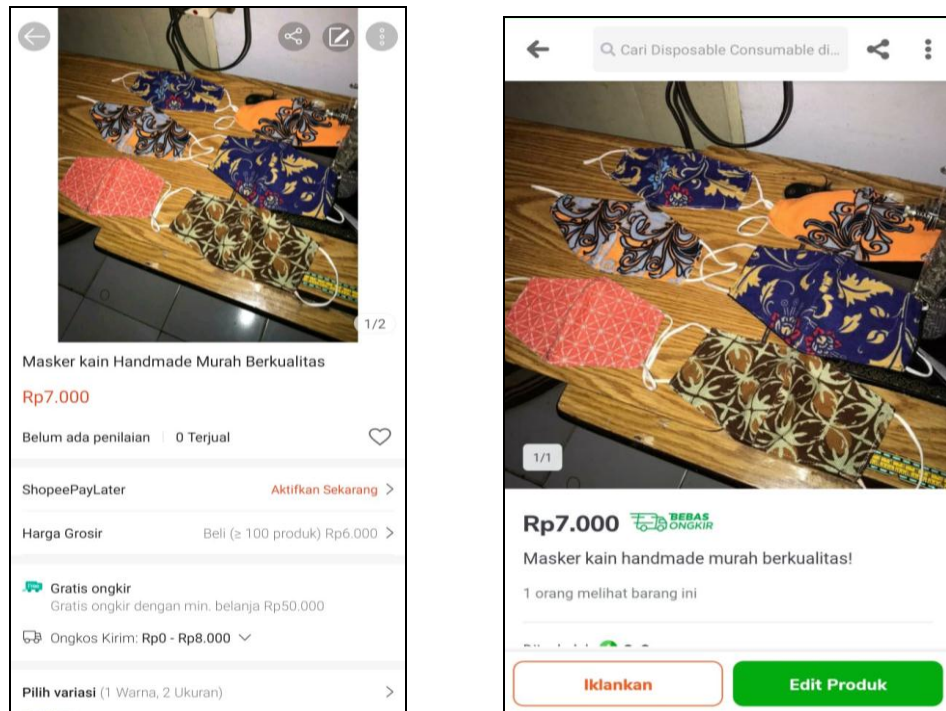 1/2
Masker kain Handmade Murah Berkualitas
Rp7.000
Belum ada penilaian 0 Terjual
ShopeePayLater Aktifkan Sekarang >
Harga Grosir Beli (≥ 100 produk) Rp6.000 >
Gratis ongkir
Gratis ongkir dengan min. belanja Rp50.000
Ongkos Kirim: Rp0 - Rp8.000
Pilih variasi (1 Warna, 2 Ukuran) >
Cari Disposable Consumable di...
1/1
Rp7.000 BEBAS ONGKIR
Masker kain handmade murah berkualitas!
1 orang melihat barang ini
Iklankan Edit Produk